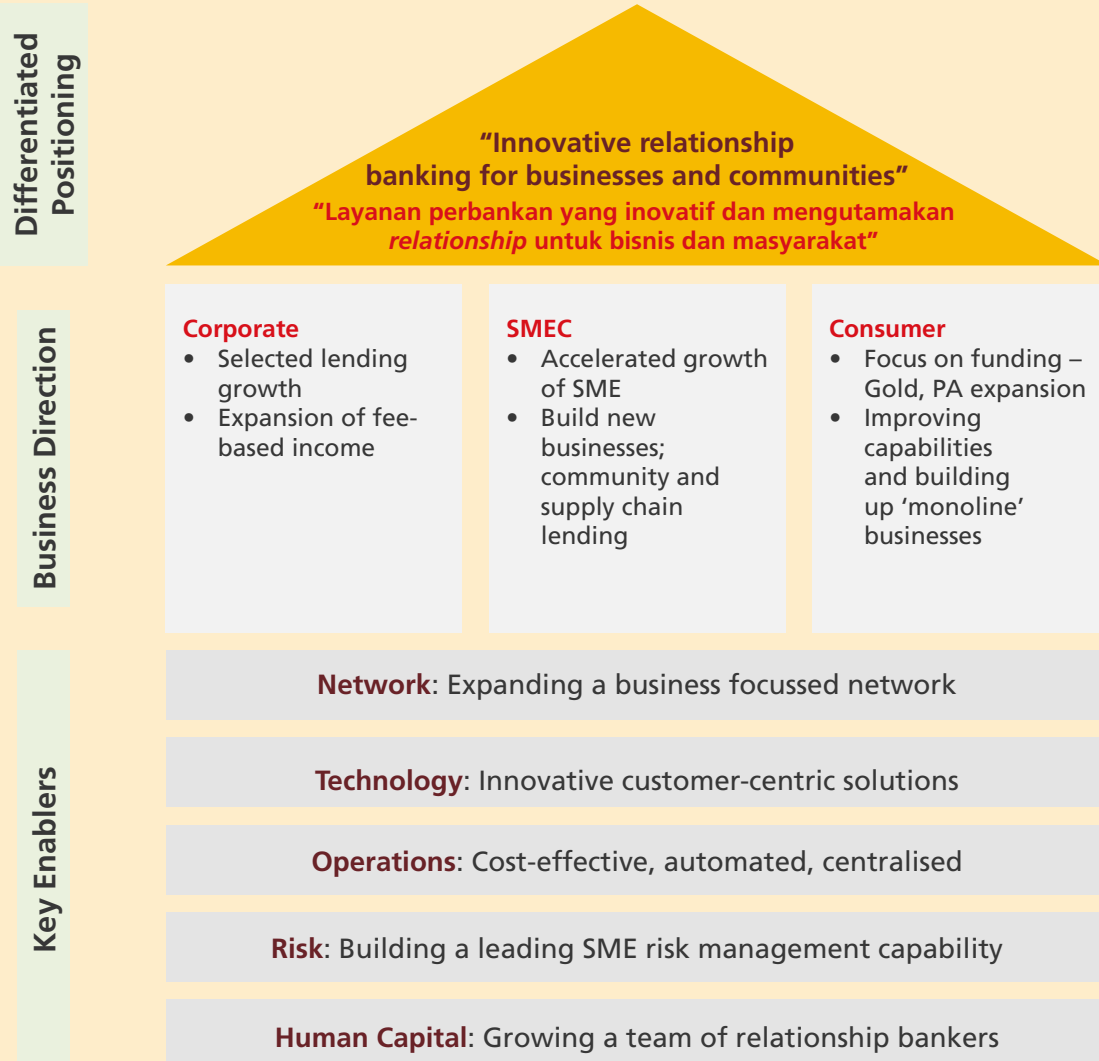 Differentiated
Positioning
“Innovative relationship
banking for businesses and communities”
“Layanan perbankan yang inovatif dan mengutamakan
relationship untuk bisnis dan masyarakat”
Business Direction
Corporate
• Selected lending
growth
• Expansion of fee-
based income
SMEC
• Accelerated growth
of SME
• Build new
businesses;
community and
supply chain
lending
Consumer
• Focus on funding –
Gold, PA expansion
• Improving
capabilities
and building
up ‘monoline’
businesses
Key Enablers
Network: Expanding a business focussed network
Technology: Innovative customer-centric solutions
Operations: Cost-effective, automated, centralised
Risk: Building a leading SME risk management capability
Human Capital: Growing a team of relationship bankers